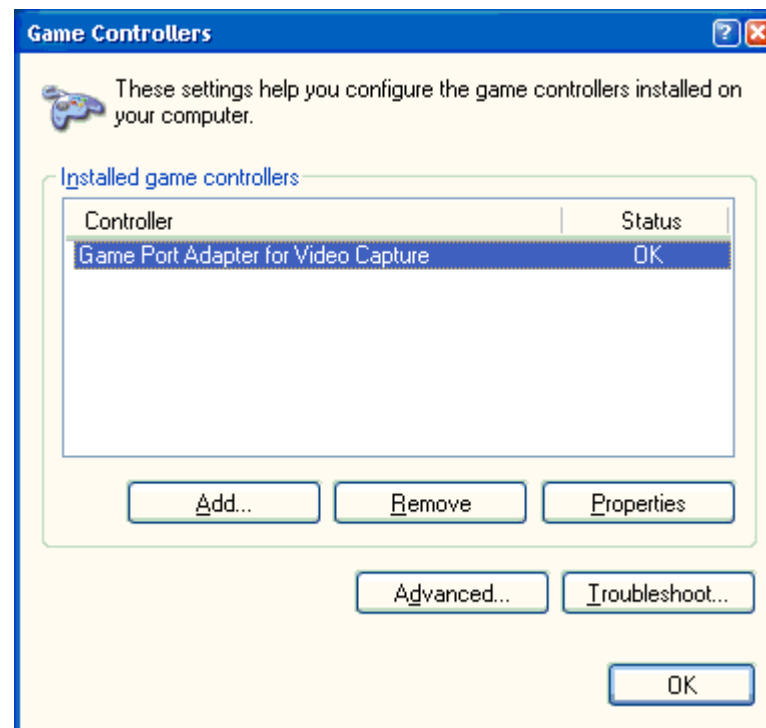 Game Controllers
These settings help you configure the game controllers installed on
your computer.
Installed game controllers
Controller Status
Game Port Adapter for Video Capture OK
Add... Remove Properties
Advanced... Troubleshoot...
OK